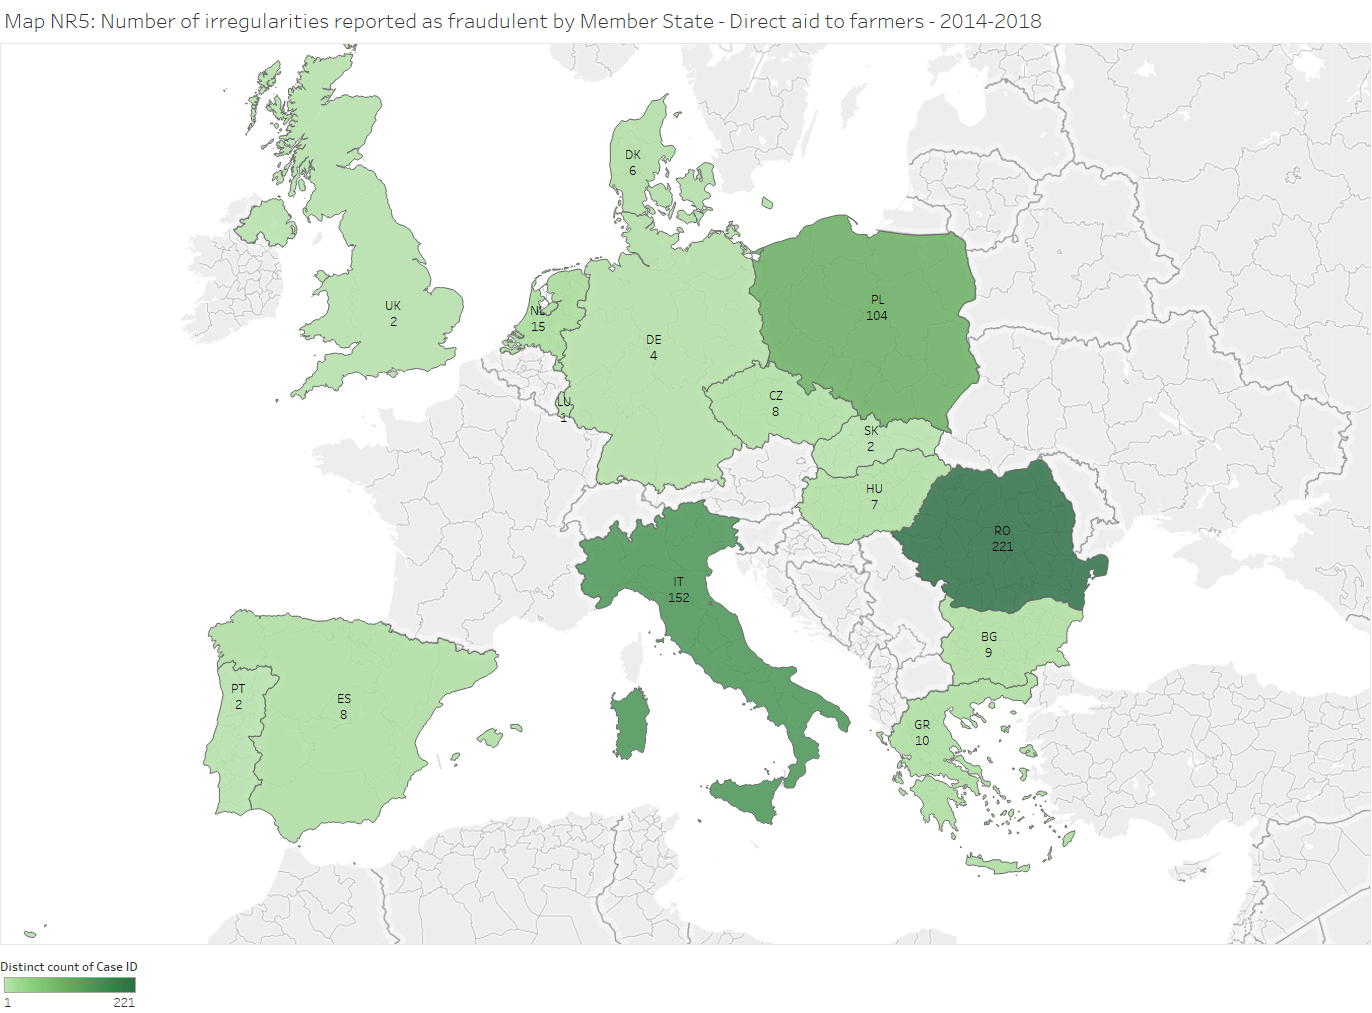 Map NR5: Number of irregularities reported as fraudulent by Member State - Direct aid to farmers - 2014-2018
DK
6
UK
2
NL
15
PL
104
DE
4
CZ
8
LU
1
SK
2
HU
7
RO
221
IT
152
BG
9
PT
2
ES
8
GR
10
Distinct count of Case ID
1
221